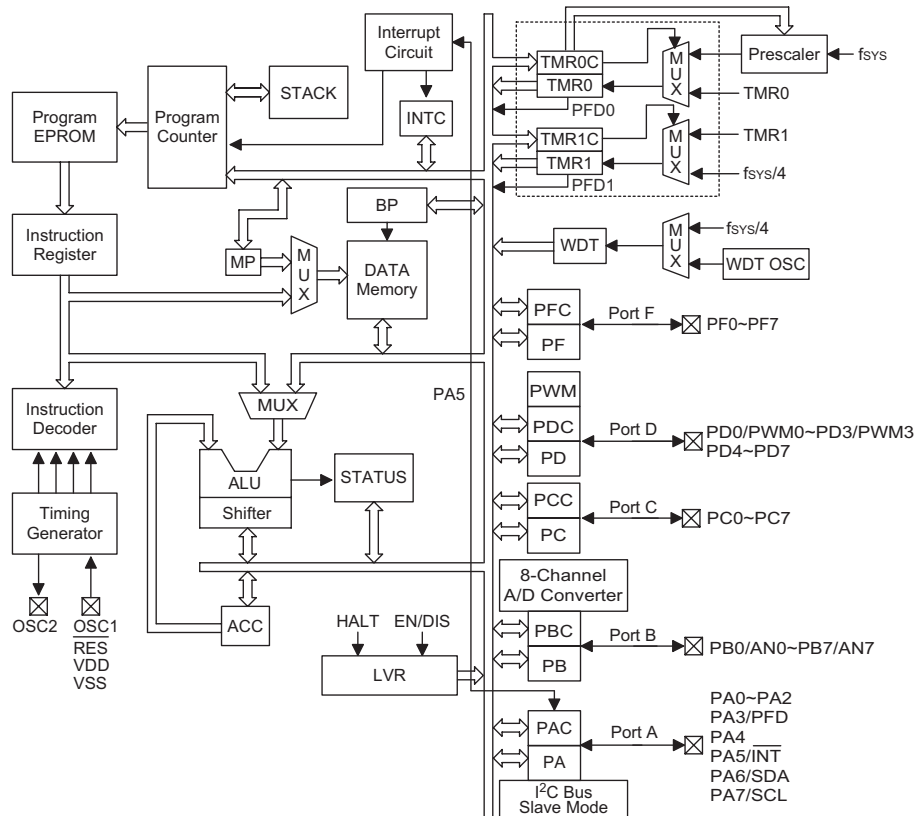 Interrupt
Circuit
STACK
Program
EPROM
Program
Counter
INTC
TMR0C
TMR0
PFD0
MUX
Prescaler
fSYS
TMR0
TMR1C
TMR1
PFD1
MUX
TMR1
fSYS/4
Instruction
Register
BP
MP
MUX
DATA
Memory
WDT
MUX
fSYS/4
WDT OSC
PFC
PF
Port F
PF0~PF7
PA5
MUX
Instruction
Decoder
PWM
PDC
PD
Port D
PD0/PWM0~PD3/PWM3
PD4~PD7
ALU
Shifter
STATUS
Timing
Generator
PCC
PC
Port C
PC0~PC7
OSC2
OSC1
RES
VDD
VSS
ACC
HALT
EN/DIS
LVR
8-Channel
A/D Converter
PBC
PB
Port B
PB0/AN0~PB7/AN7
PAC
PA
Port A
PA0~PA2
PA3/PFD
PA4
PA5/INT
PA6/SDA
PA7/SCL
I²C Bus
Slave Mode